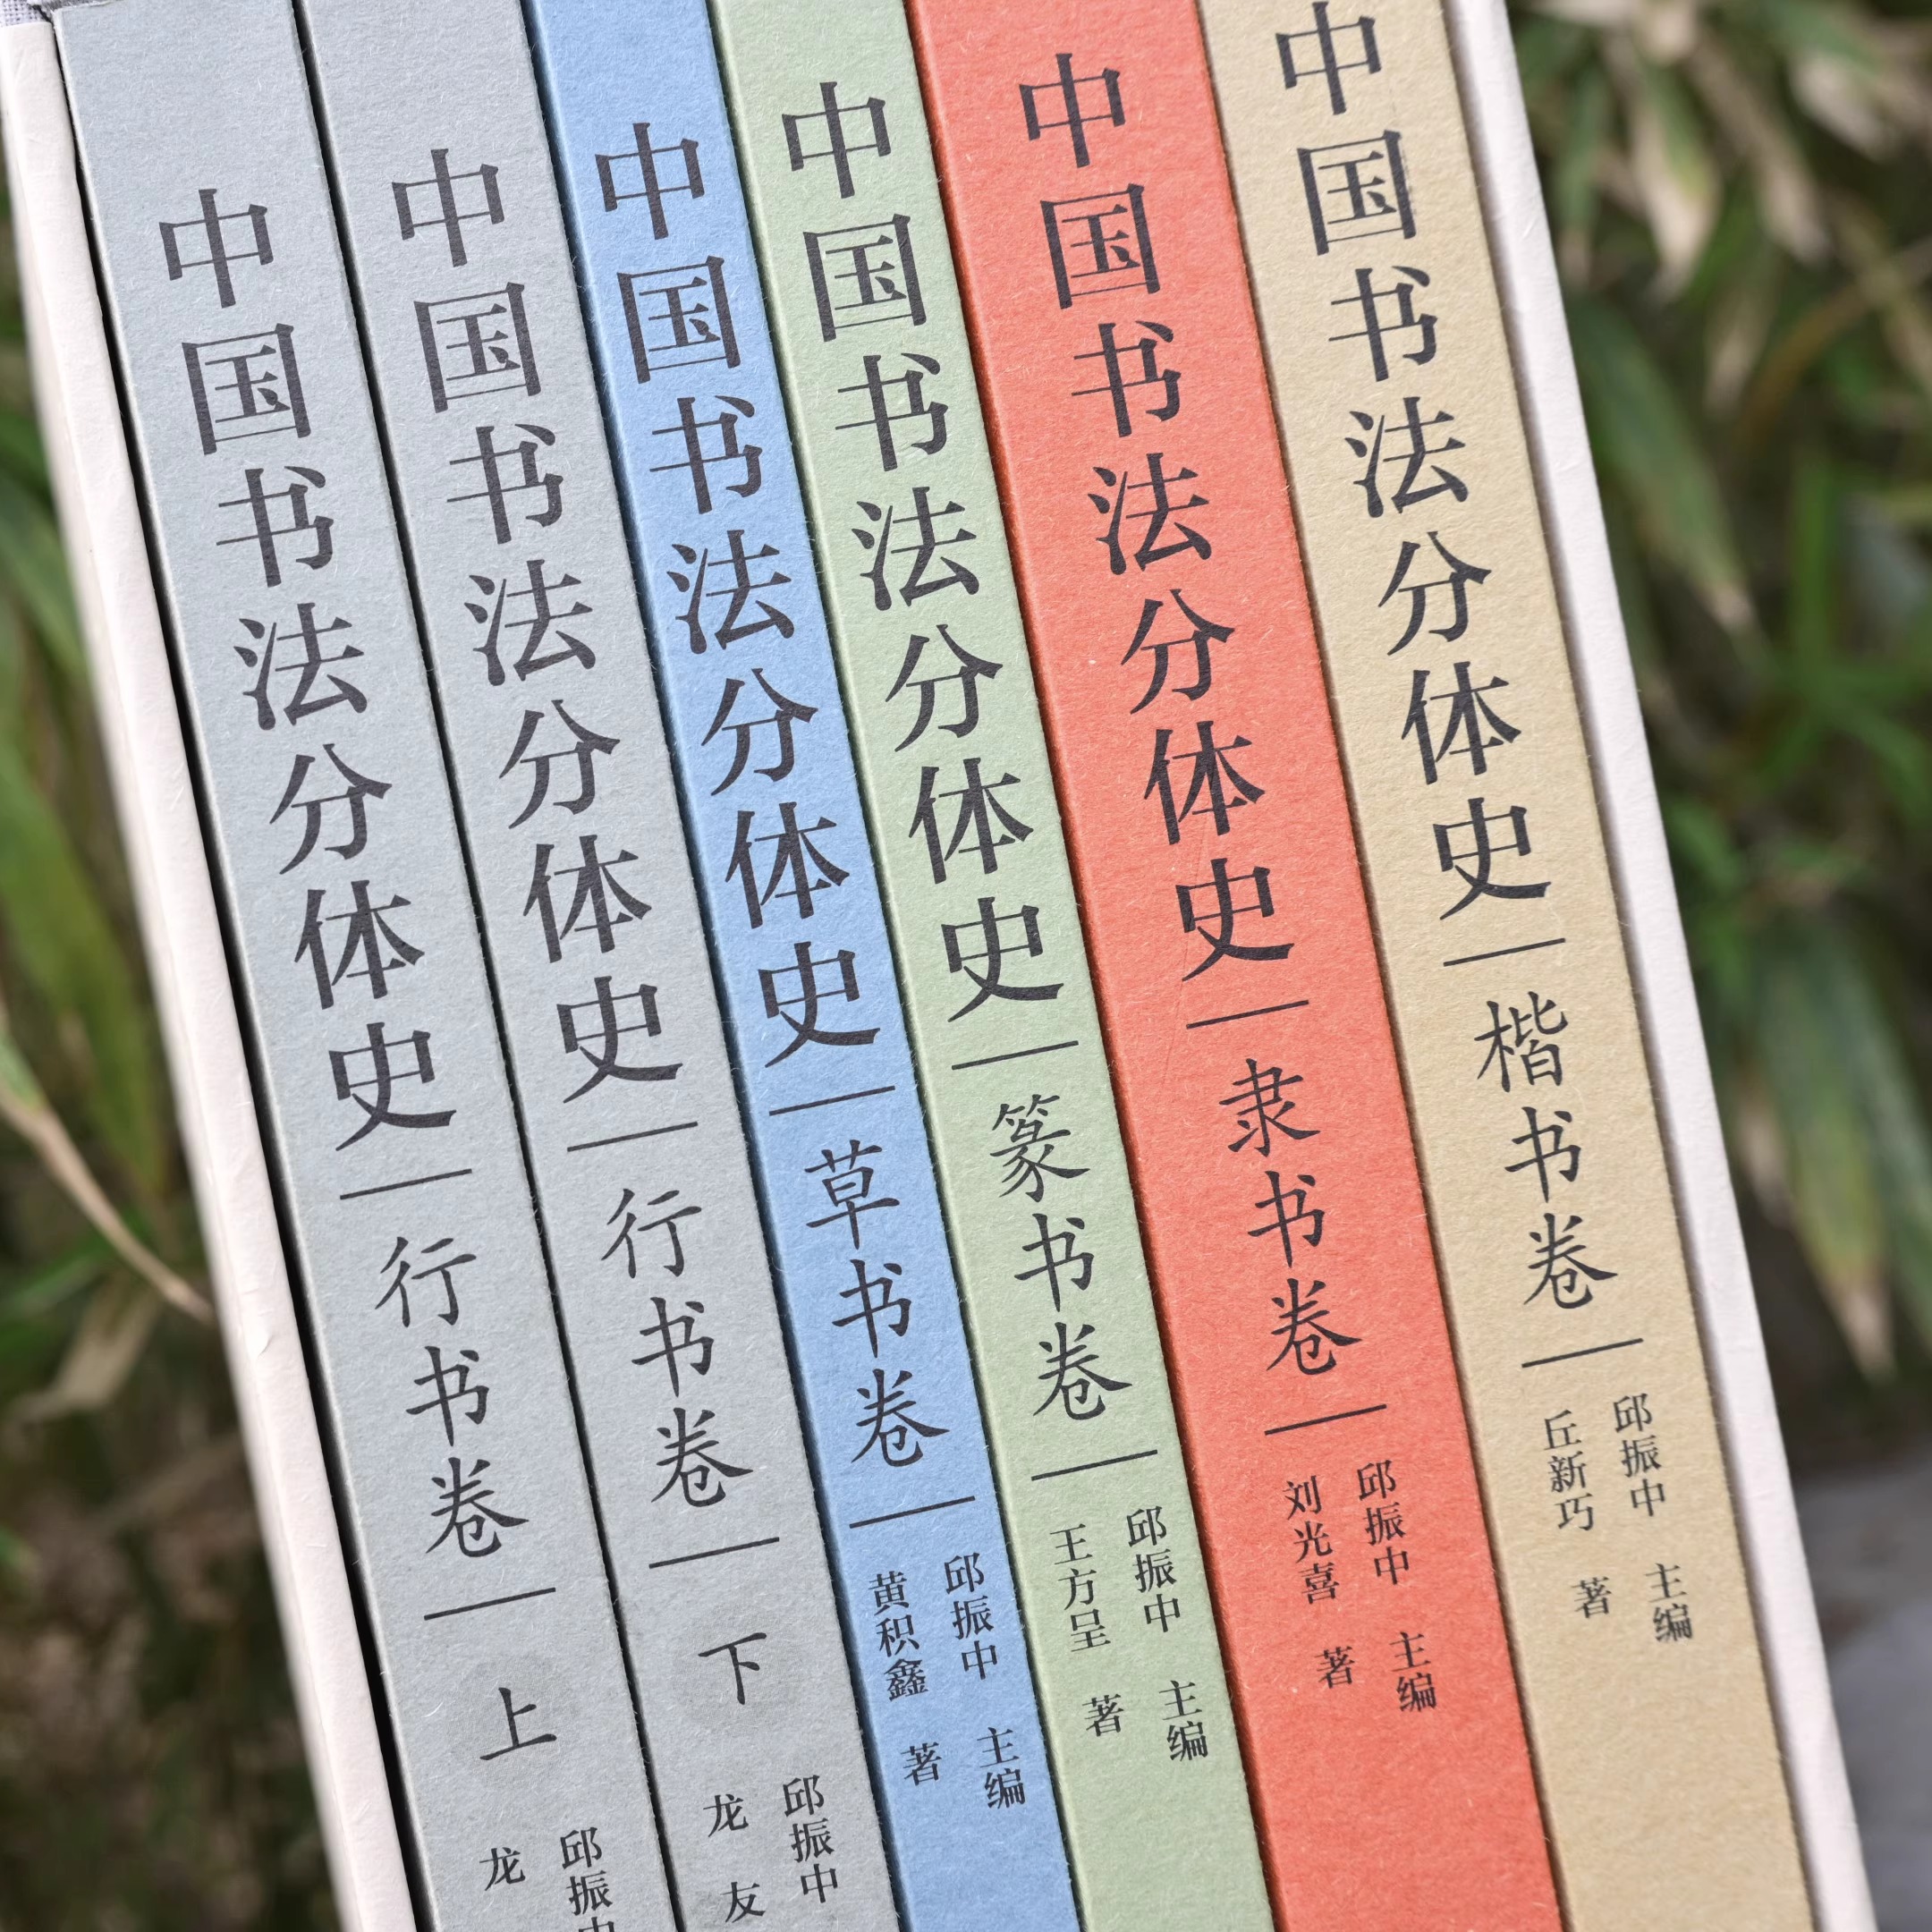 中国书法分体史
行书卷
上
邱振中
龙
中国书法分体史
行书卷
下
邱振中
龙友
中国书法分体史
草书卷
邱振中 主编
黄积鑫 著
中国书法分体史
篆书卷
邱振中 主编
王方呈 著
中国书法分体史
隶书卷
邱振中 主编
刘光喜 著
中国书法分体史
楷书卷
邱振中 主编
丘新巧 著